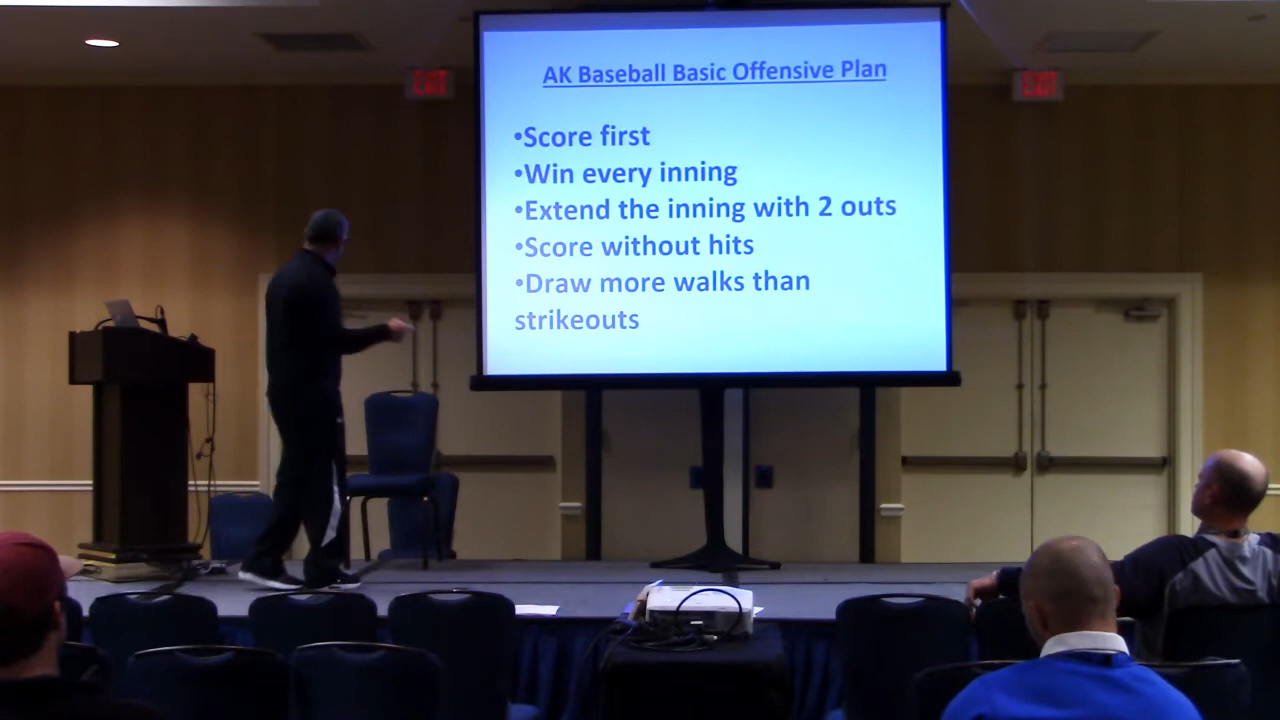 EXIT
EXIT
AK Baseball Basic Offensive Plan
•Score first
•Win every inning
•Extend the inning with 2 outs
•Score without hits
•Draw more walks than
strikeouts